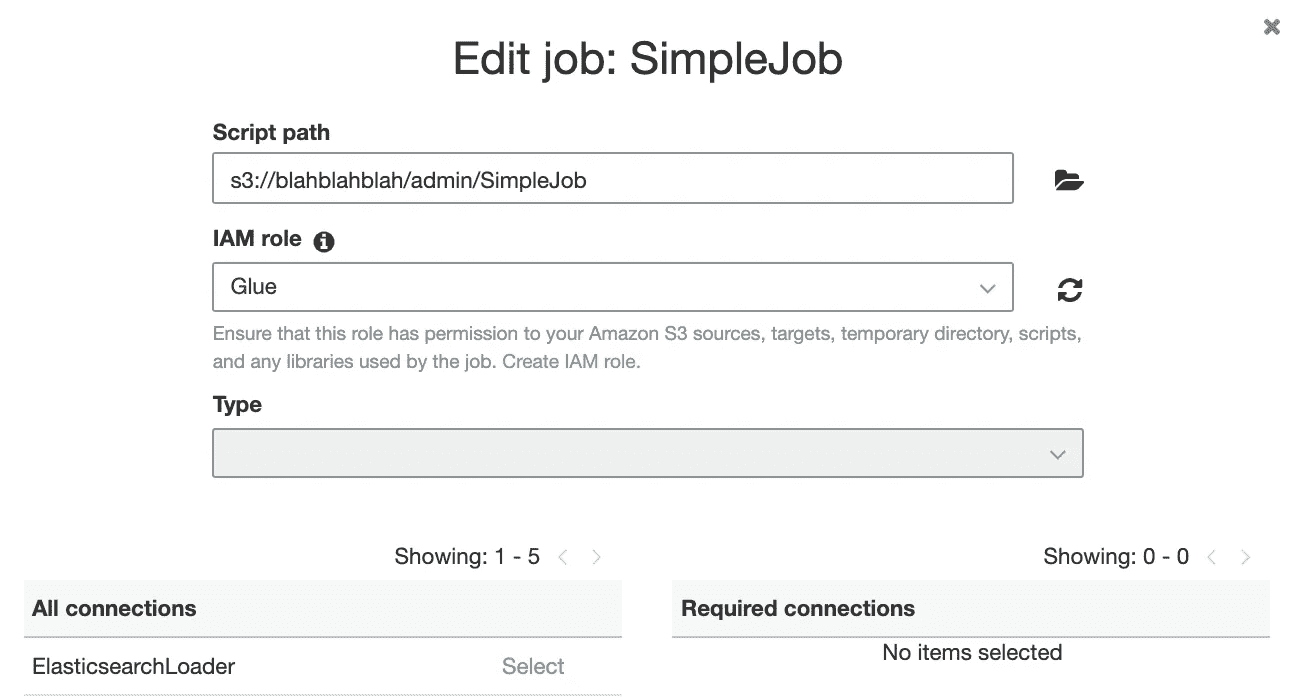 Edit job: SimpleJob
Script path
s3://blahblahblah/admin/SimpleJob
IAM role
Glue
Ensure that this role has permission to your Amazon S3 sources, targets, temporary directory, scripts,
and any libraries used by the job. Create IAM role.
Type
Showing: 1 - 5
Showing: 0 - 0
All connections
Required connections
ElasticsearchLoader Select
No items selected